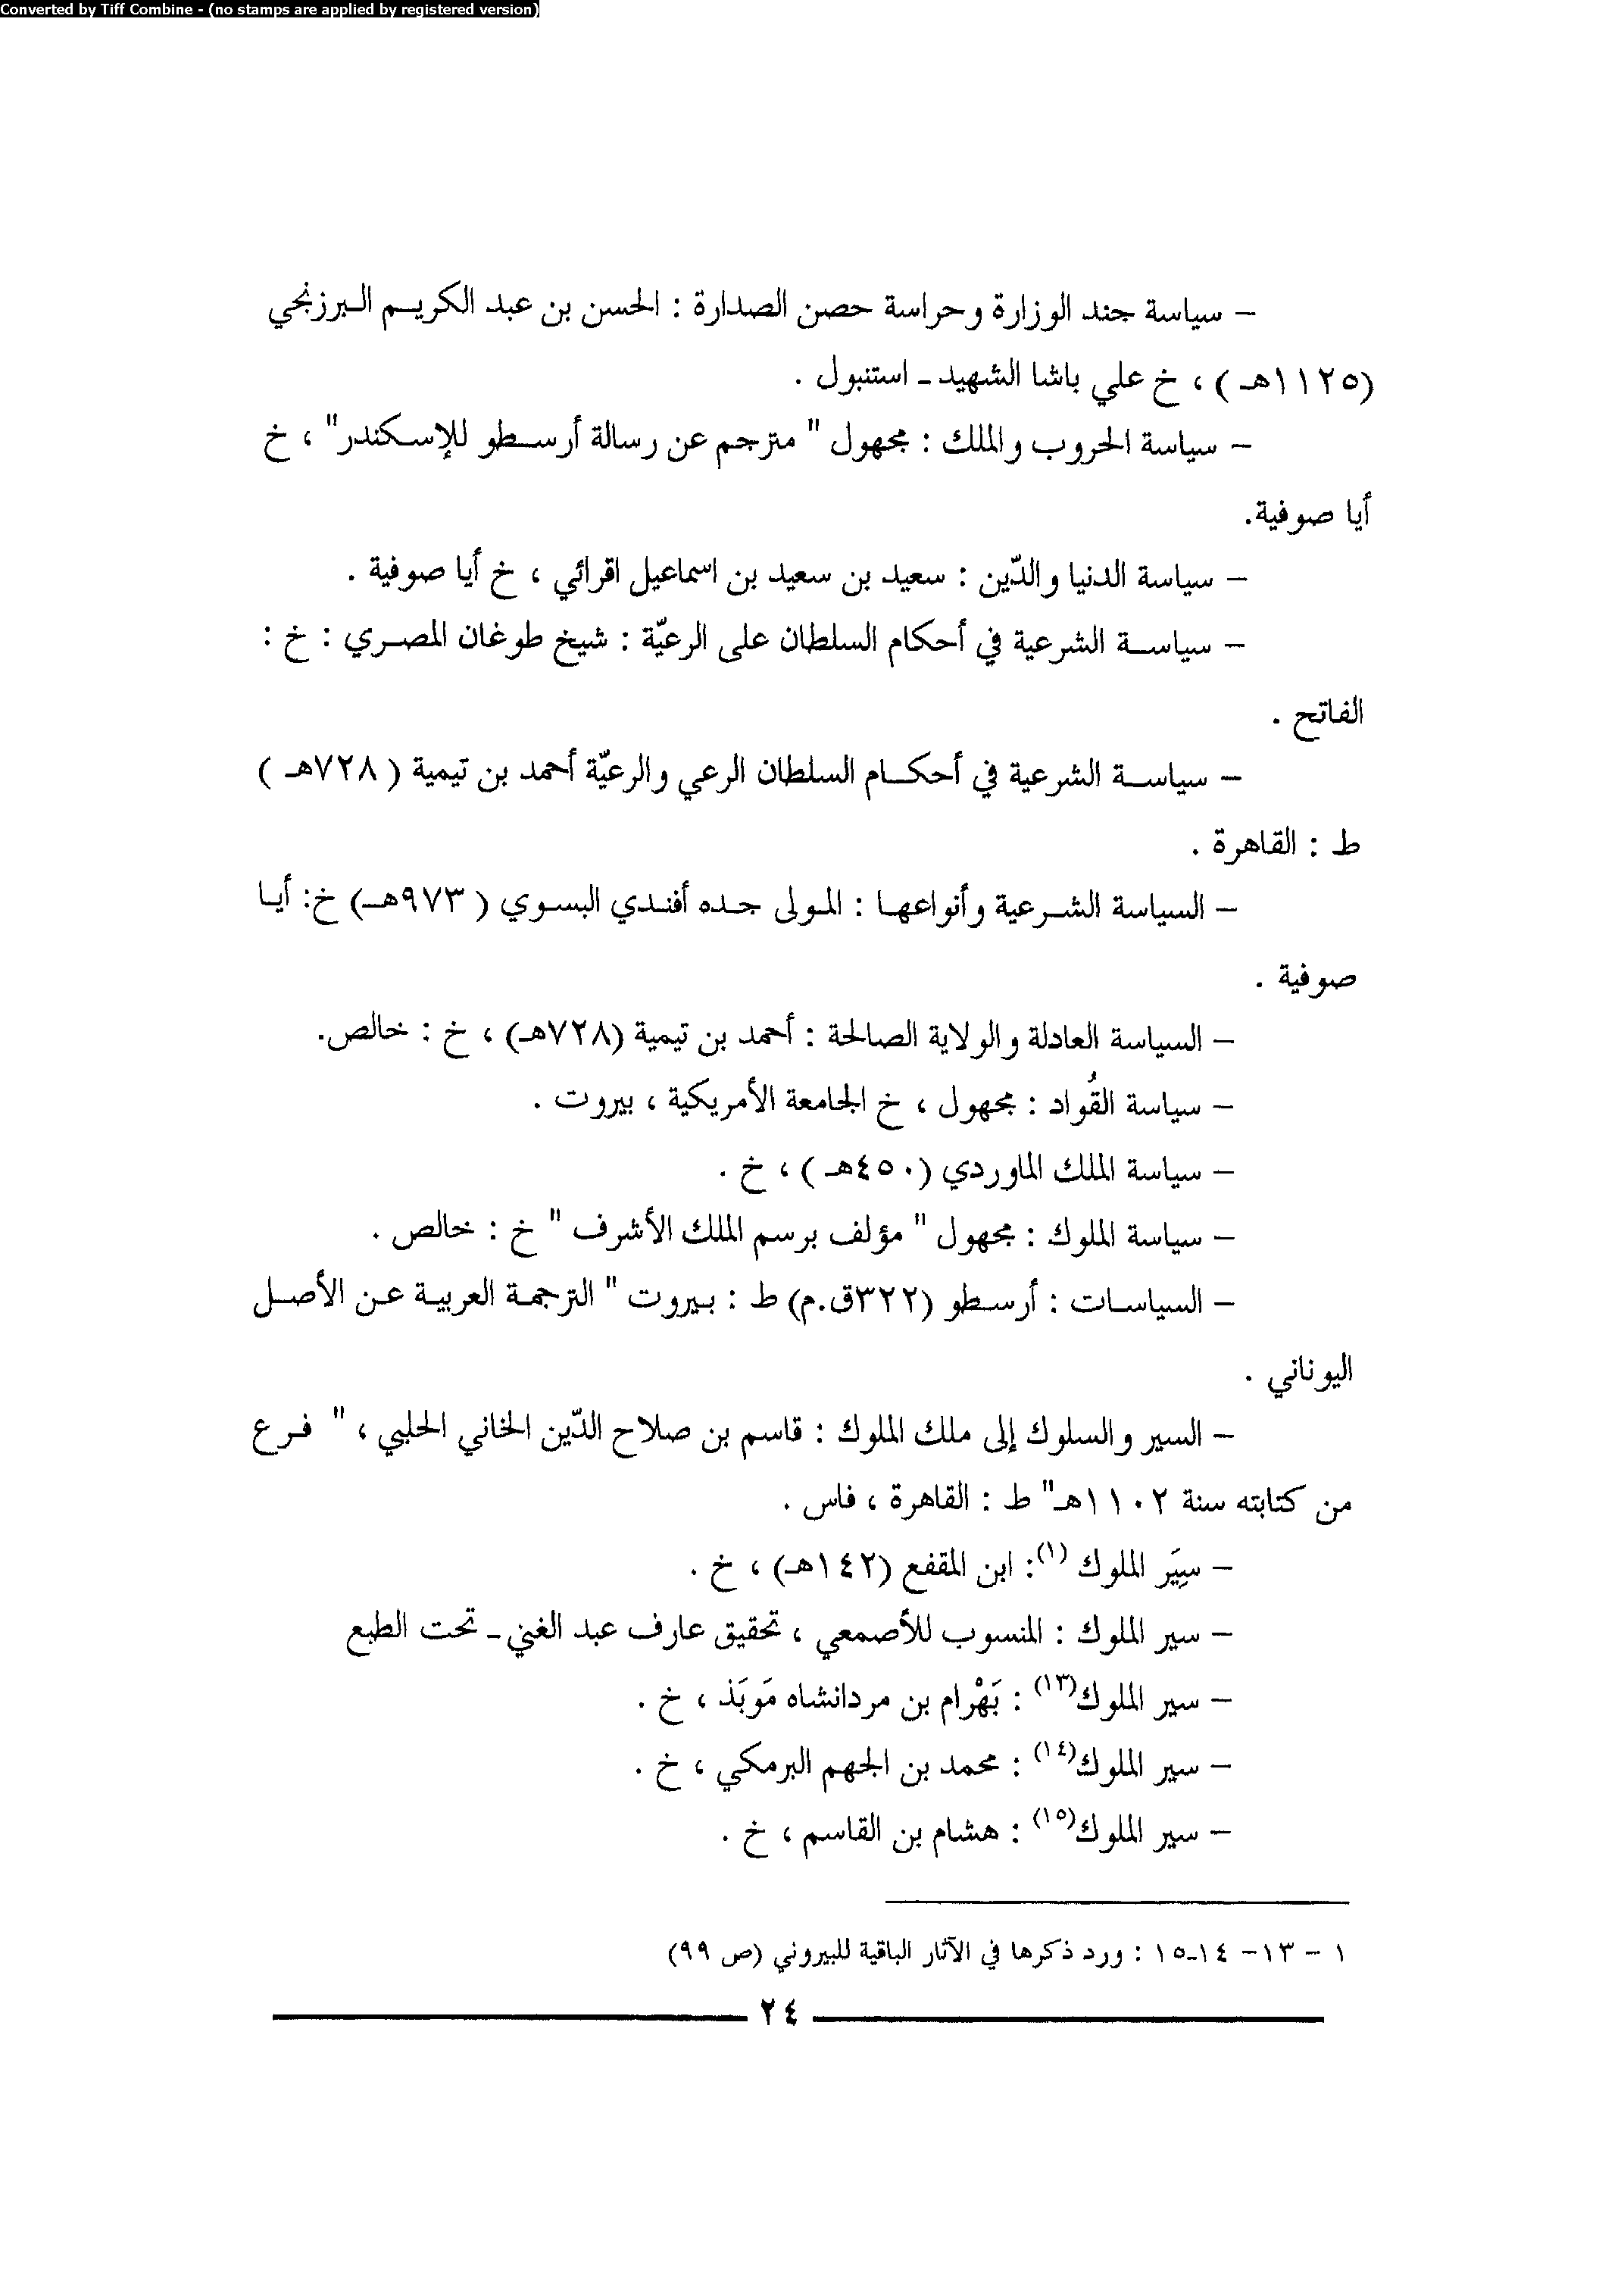 Converted by Tiff Combine - (no stamps are applied by registered version)
– سياسة جند الوزارة وحراسة حصن الصدارة : الحسن بن عبد الكريم البرزنجي
(١١٢٥هـ ) ، خ علي باشا الشهيد ـ استنبول .
– سياسة الحروب والملك : مجهول " مترجم عن رسالة أرسطو للإسكندر" ، خ
أيا صوفية.
– سياسة الدنيا والدّين : سعيد بن سعيد بن اسماعيل اقرائي ، خ أيا صوفية .
– سياسة الشرعية في أحكام السلطان على الرعيّة : شيخ طوغان المصري : خ :
الفاتح .
– سياسة الشرعية في أحكام السلطان الرعي والرعيّة أحمد بن تيمية ( ٧٢٨هـ )
ط : القاهرة .
– السياسة الشرعية وأنواعها : المولى جده أفندي البسوي ( ٩٧٣هـ) خ: أيا
صوفية .
– السياسة العادلة والولاية الصالحة : أحمد بن تيمية (٧٢٨هـ) ، خ : خالص.
– سياسة القُواد : مجهول ، خ الجامعة الأمريكية ، بيروت .
– سياسة الملك الماوردي (٤٥٠هـ ) ، خ .
– سياسة الملوك : مجهول " مؤلف برسم الملك الأشرف " خ : خالص .
– السياسات : أرسطو (٣٢٢ق.م) ط : بيروت " الترجمة العربية عن الأصل
اليوناني .
– السير والسلوك إلى ملك الملوك : قاسم بن صلاح الدّين الخاني الحلبي ، " فرع
من كتابته سنة ١١٠٢هـ" ط : القاهرة ، فاس .
– سِيَر الملوك (١): ابن المقفع (١٤٢هـ) ، خ .
– سير الملوك : المنسوب للأصمعي ، تحقيق عارف عبد الغني ـ تحت الطبع
– سير الملوك(١٣) : بَهْرام بن مردانشاه مَوبَذ ، خ .
– سير الملوك(١٤) : محمد بن الجهم البرمكي ، خ .
– سير الملوك(١٥) : هشام بن القاسم ، خ .
١ – ١٣– ١٤ـ١٥ : ورد ذكرها في الآثار الباقية للبيروني (ص ٩٩)
٢٤